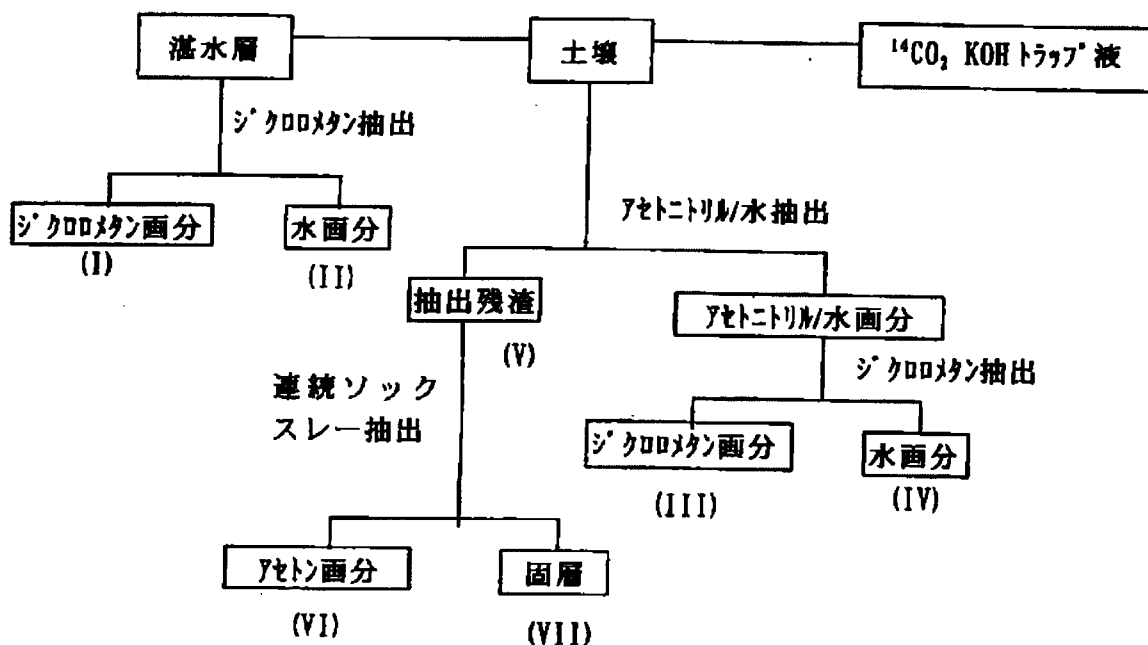 湛水層
土壌
¹⁴CO₂ KOHトラップ液
ジクロロメタン抽出
ジクロロメタン画分
(I)
水画分
(II)
アセトニトリル/水抽出
抽出残渣
(V)
アセトニトリル/水画分
ジクロロメタン抽出
連続ソック
スレー抽出
ジクロロメタン画分
(III)
水画分
(IV)
アセトン画分
(VI)
固層
(VII)